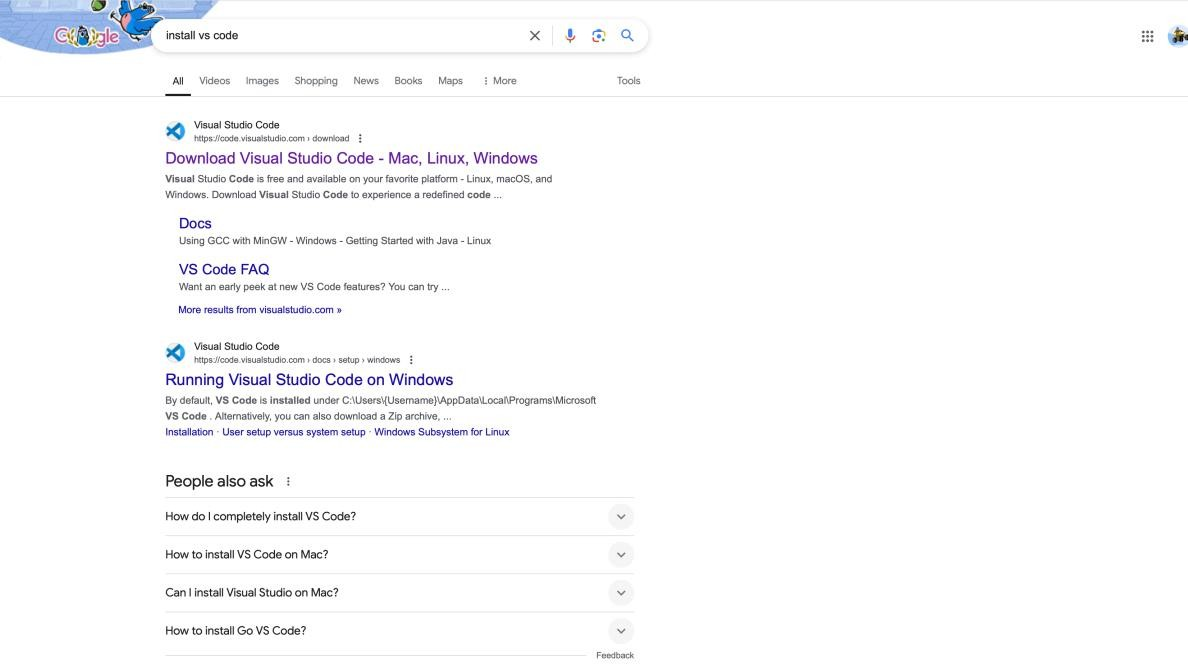 Google
install vs code
All Videos Images Shopping News Books Maps More Tools
Visual Studio Code
https://code.visualstudio.com › download
Download Visual Studio Code - Mac, Linux, Windows
Visual Studio Code is free and available on your favorite platform - Linux, macOS, and
Windows. Download Visual Studio Code to experience a redefined code ...
Docs
Using GCC with MinGW - Windows - Getting Started with Java - Linux
VS Code FAQ
Want an early peek at new VS Code features? You can try ...
More results from visualstudio.com »
Visual Studio Code
https://code.visualstudio.com › docs › setup › windows
Running Visual Studio Code on Windows
By default, VS Code is installed under C:\Users\{Username}\AppData\Local\Programs\Microsoft
VS Code . Alternatively, you can also download a Zip archive, ...
Installation · User setup versus system setup · Windows Subsystem for Linux
People also ask
How do I completely install VS Code?
How to install VS Code on Mac?
Can I install Visual Studio on Mac?
How to install Go VS Code?
Feedback